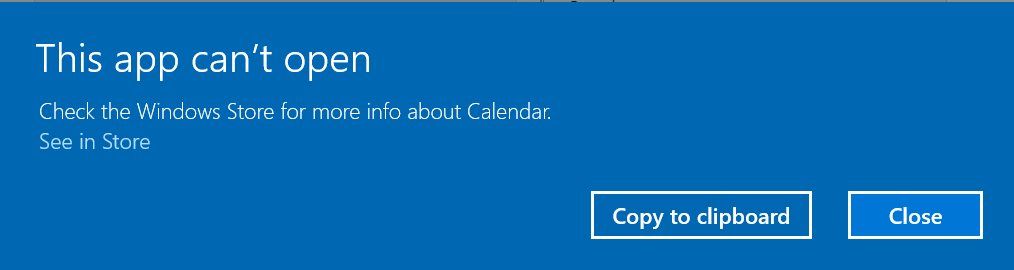 This app can't open
Check the Windows Store for more info about Calendar.
See in Store
Copy to clipboard
Close